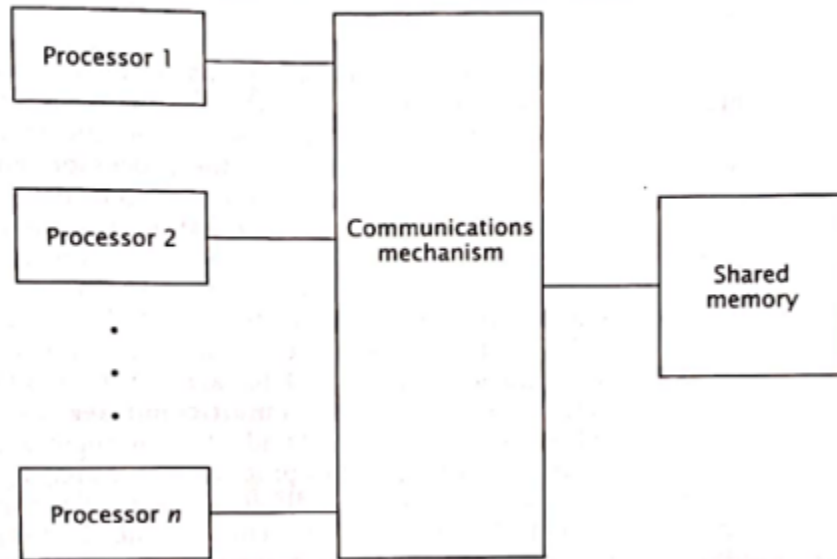 Processor 1
Processor 2
Communications
mechanism
Shared
memory
Processor n